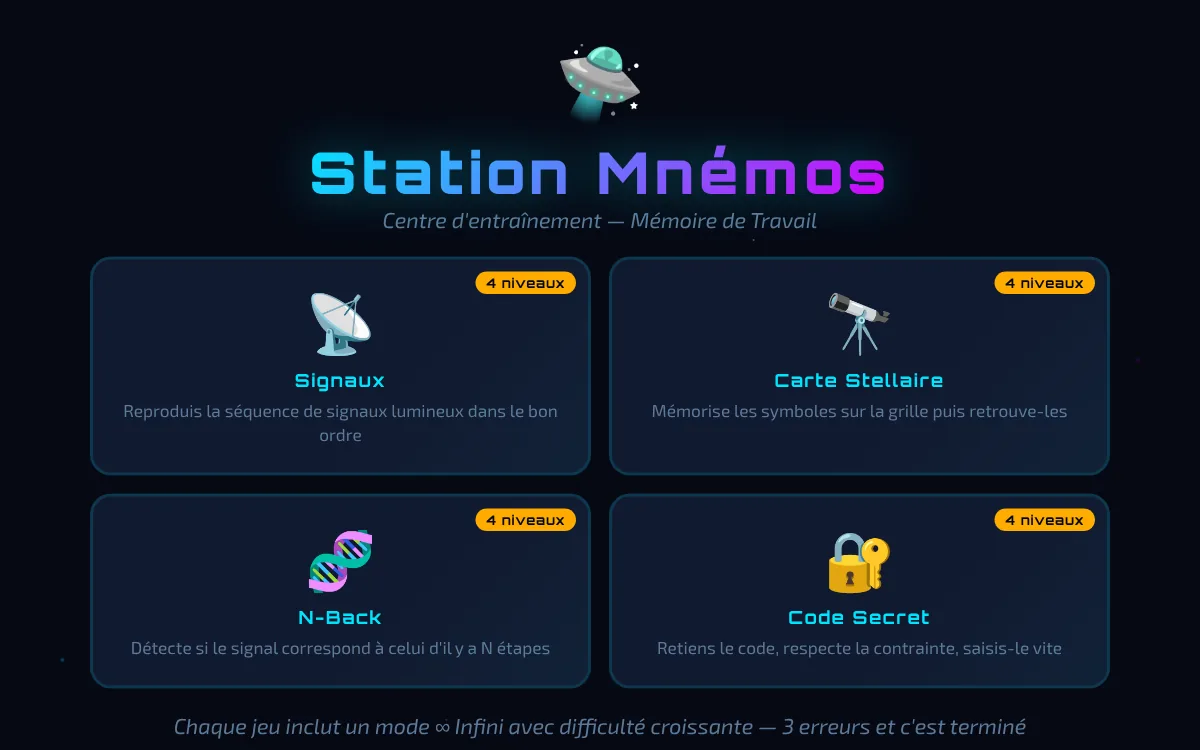 Station Mnémos
Centre d'entraînement — Mémoire de Travail
4 niveaux
Signaux
Reproduis la séquence de signaux lumineux dans le bon
ordre
4 niveaux
Carte Stellaire
Mémorise les symboles sur la grille puis retrouve-les
4 niveaux
N-Back
Détecte si le signal correspond à celui d'il y a N étapes
4 niveaux
Code Secret
Retiens le code, respecte la contrainte, saisis-le vite
Chaque jeu inclut un mode ∞ Infini avec difficulté croissante — 3 erreurs et c'est terminé